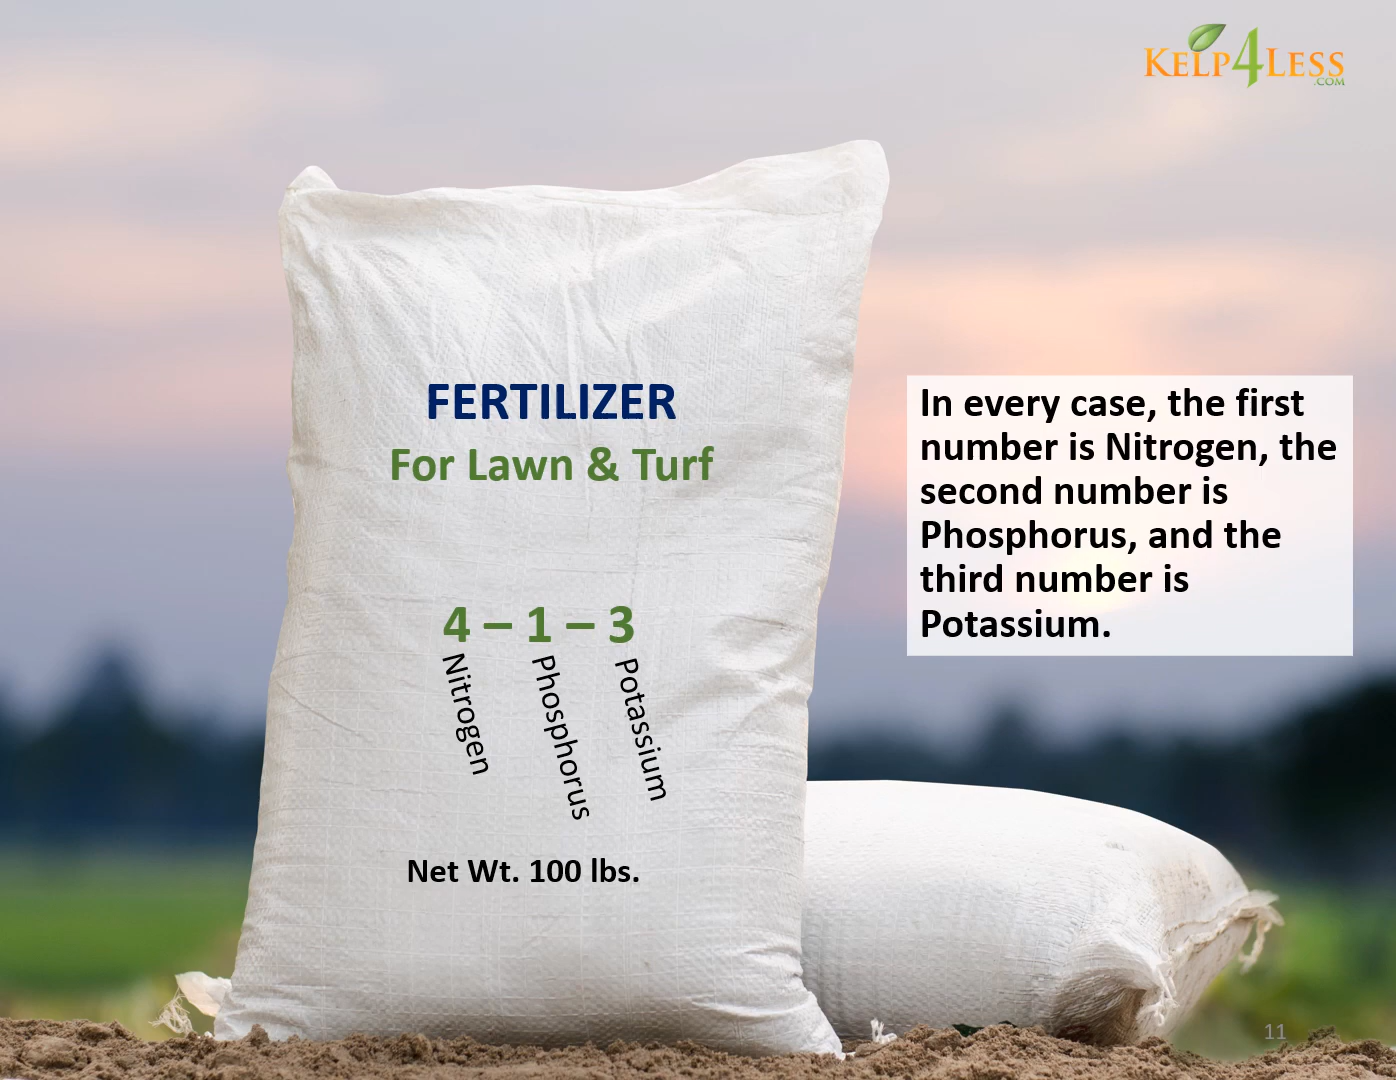 KELP4LESS
.COM
FERTILIZER
For Lawn & Turf
4 – 1 – 3
Nitrogen
Phosphorus
Potassium
Net Wt. 100 lbs.
In every case, the first
number is Nitrogen, the
second number is
Phosphorus, and the
third number is
Potassium.
11